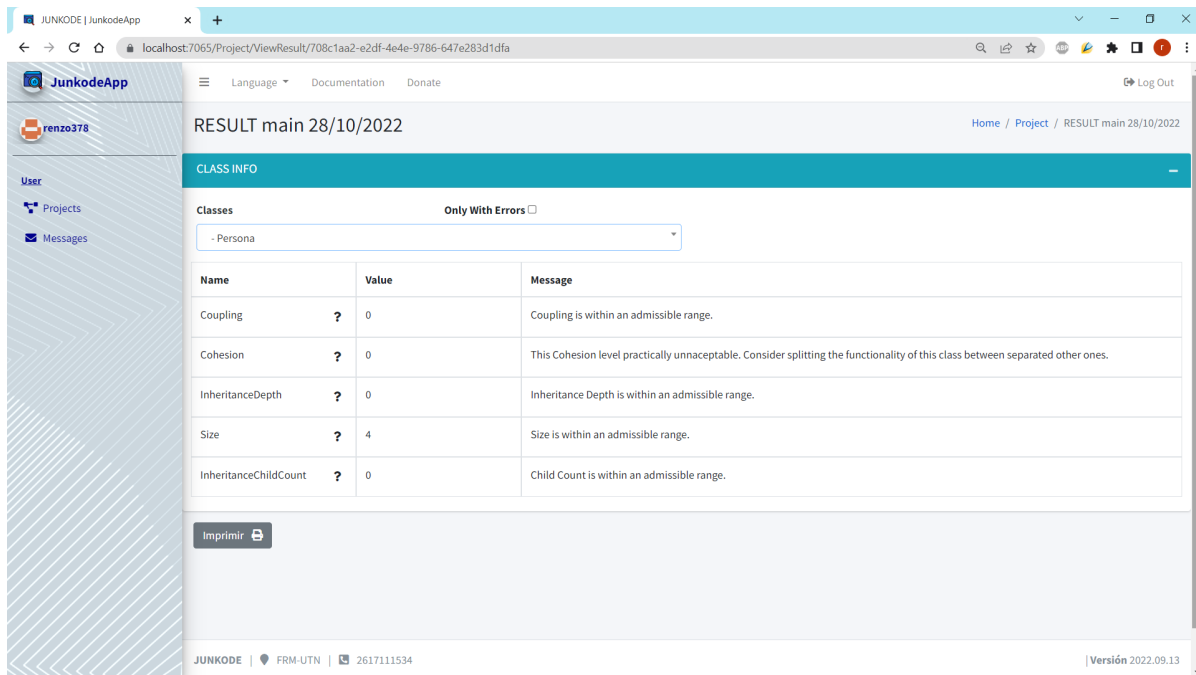 JUNKODE | JunkodeApp
localhost:7065/Project/ViewResult/708c1aa2-e2df-4e4e-9786-647e283d1dfa
ABP
r
JunkodeApp
Language
Documentation
Donate
Log Out
renzo378
RESULT main 28/10/2022
Home / Project / RESULT main 28/10/2022
User
Projects
Messages
CLASS INFO
Classes
Only With Errors
- Persona
Name Value Message
Coupling ? 0 Coupling is within an admissible range.
Cohesion ? 0 This Cohesion level practically unnaceptable. Consider splitting the functionality of this class between separated other ones.
InheritanceDepth ? 0 Inheritance Depth is within an admissible range.
Size ? 4 Size is within an admissible range.
InheritanceChildCount ? 0 Child Count is within an admissible range.
Imprimir
JUNKODE | FRM-UTN | 2617111534
| Versión 2022.09.13